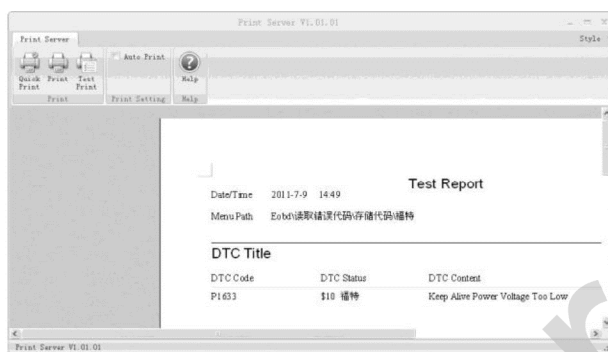 Print Server V1.01.01
Print Server
Style
Quick Print
Print
Test Print
Auto Print
Help
Print
Print Setting
Help
Test Report
Date/Time 2011-7-9 14:49
Menu Path Eobd\读取错误代码\存储代码\福特
DTC Title
DTC Code DTC Status DTC Content
P1633 $10 福特 Keep Alive Power Voltage Too Low
Print Server V1.01.01